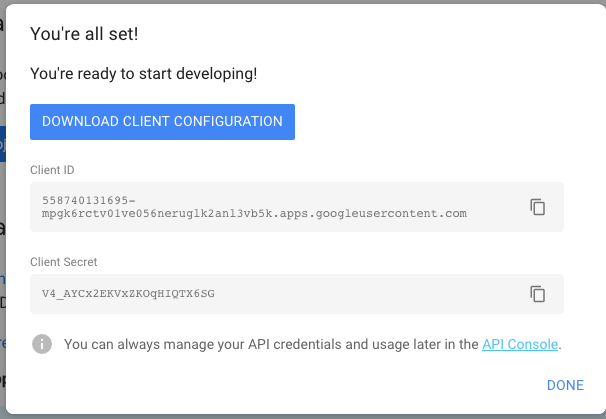 You're all set!
You're ready to start developing!
DOWNLOAD CLIENT CONFIGURATION
Client ID
558740131695-
mpgk6rctv01ve056neruglk2anl3vb5k.apps.googleusercontent.com
Client Secret
V4_AYCx2EKVxZKOqHIQTX6SG
You can always manage your API credentials and usage later in the API Console.
DONE